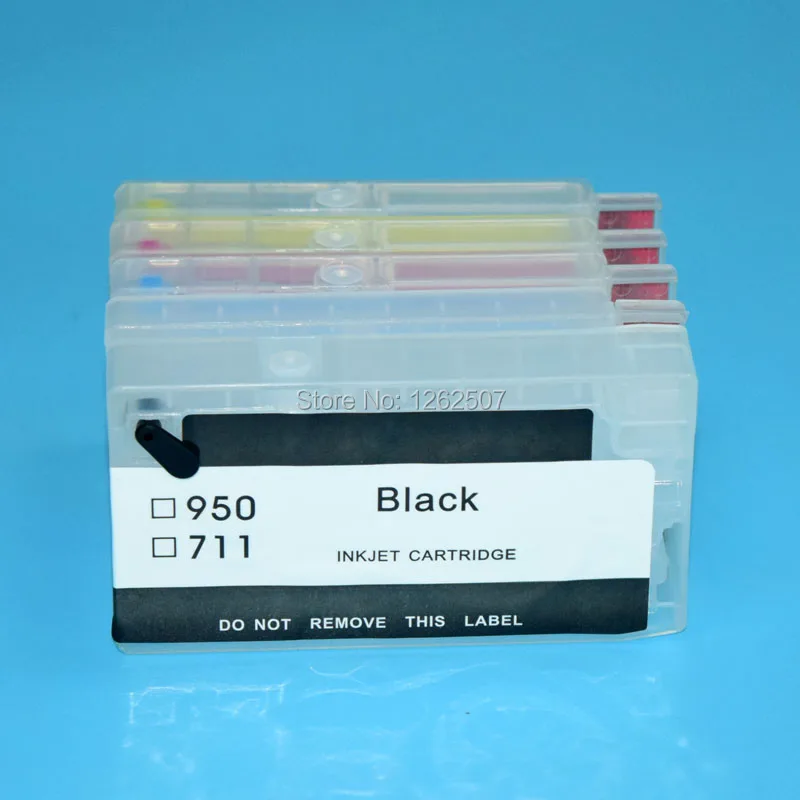 Store No: 1262507
□ 950
□ 711
Black
INKJET CARTRIDGE
DO NOT REMOVE THIS LABEL